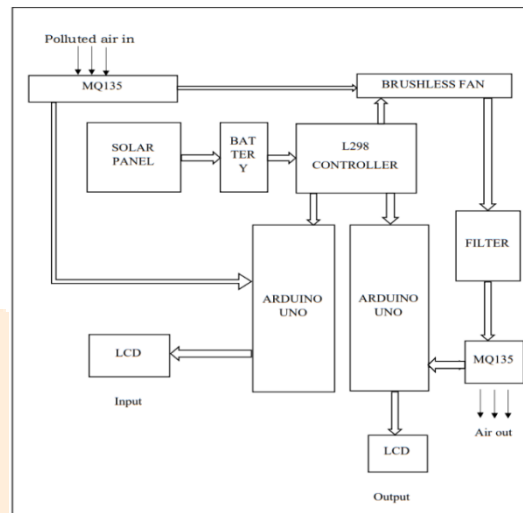 Polluted air in
MQ135
BRUSHLESS FAN
SOLAR
PANEL
BAT
TER
Y
L298
CONTROLLER
FILTER
ARDUINO
UNO
ARDUINO
UNO
LCD
MQ135
Input
Air out
LCD
Output